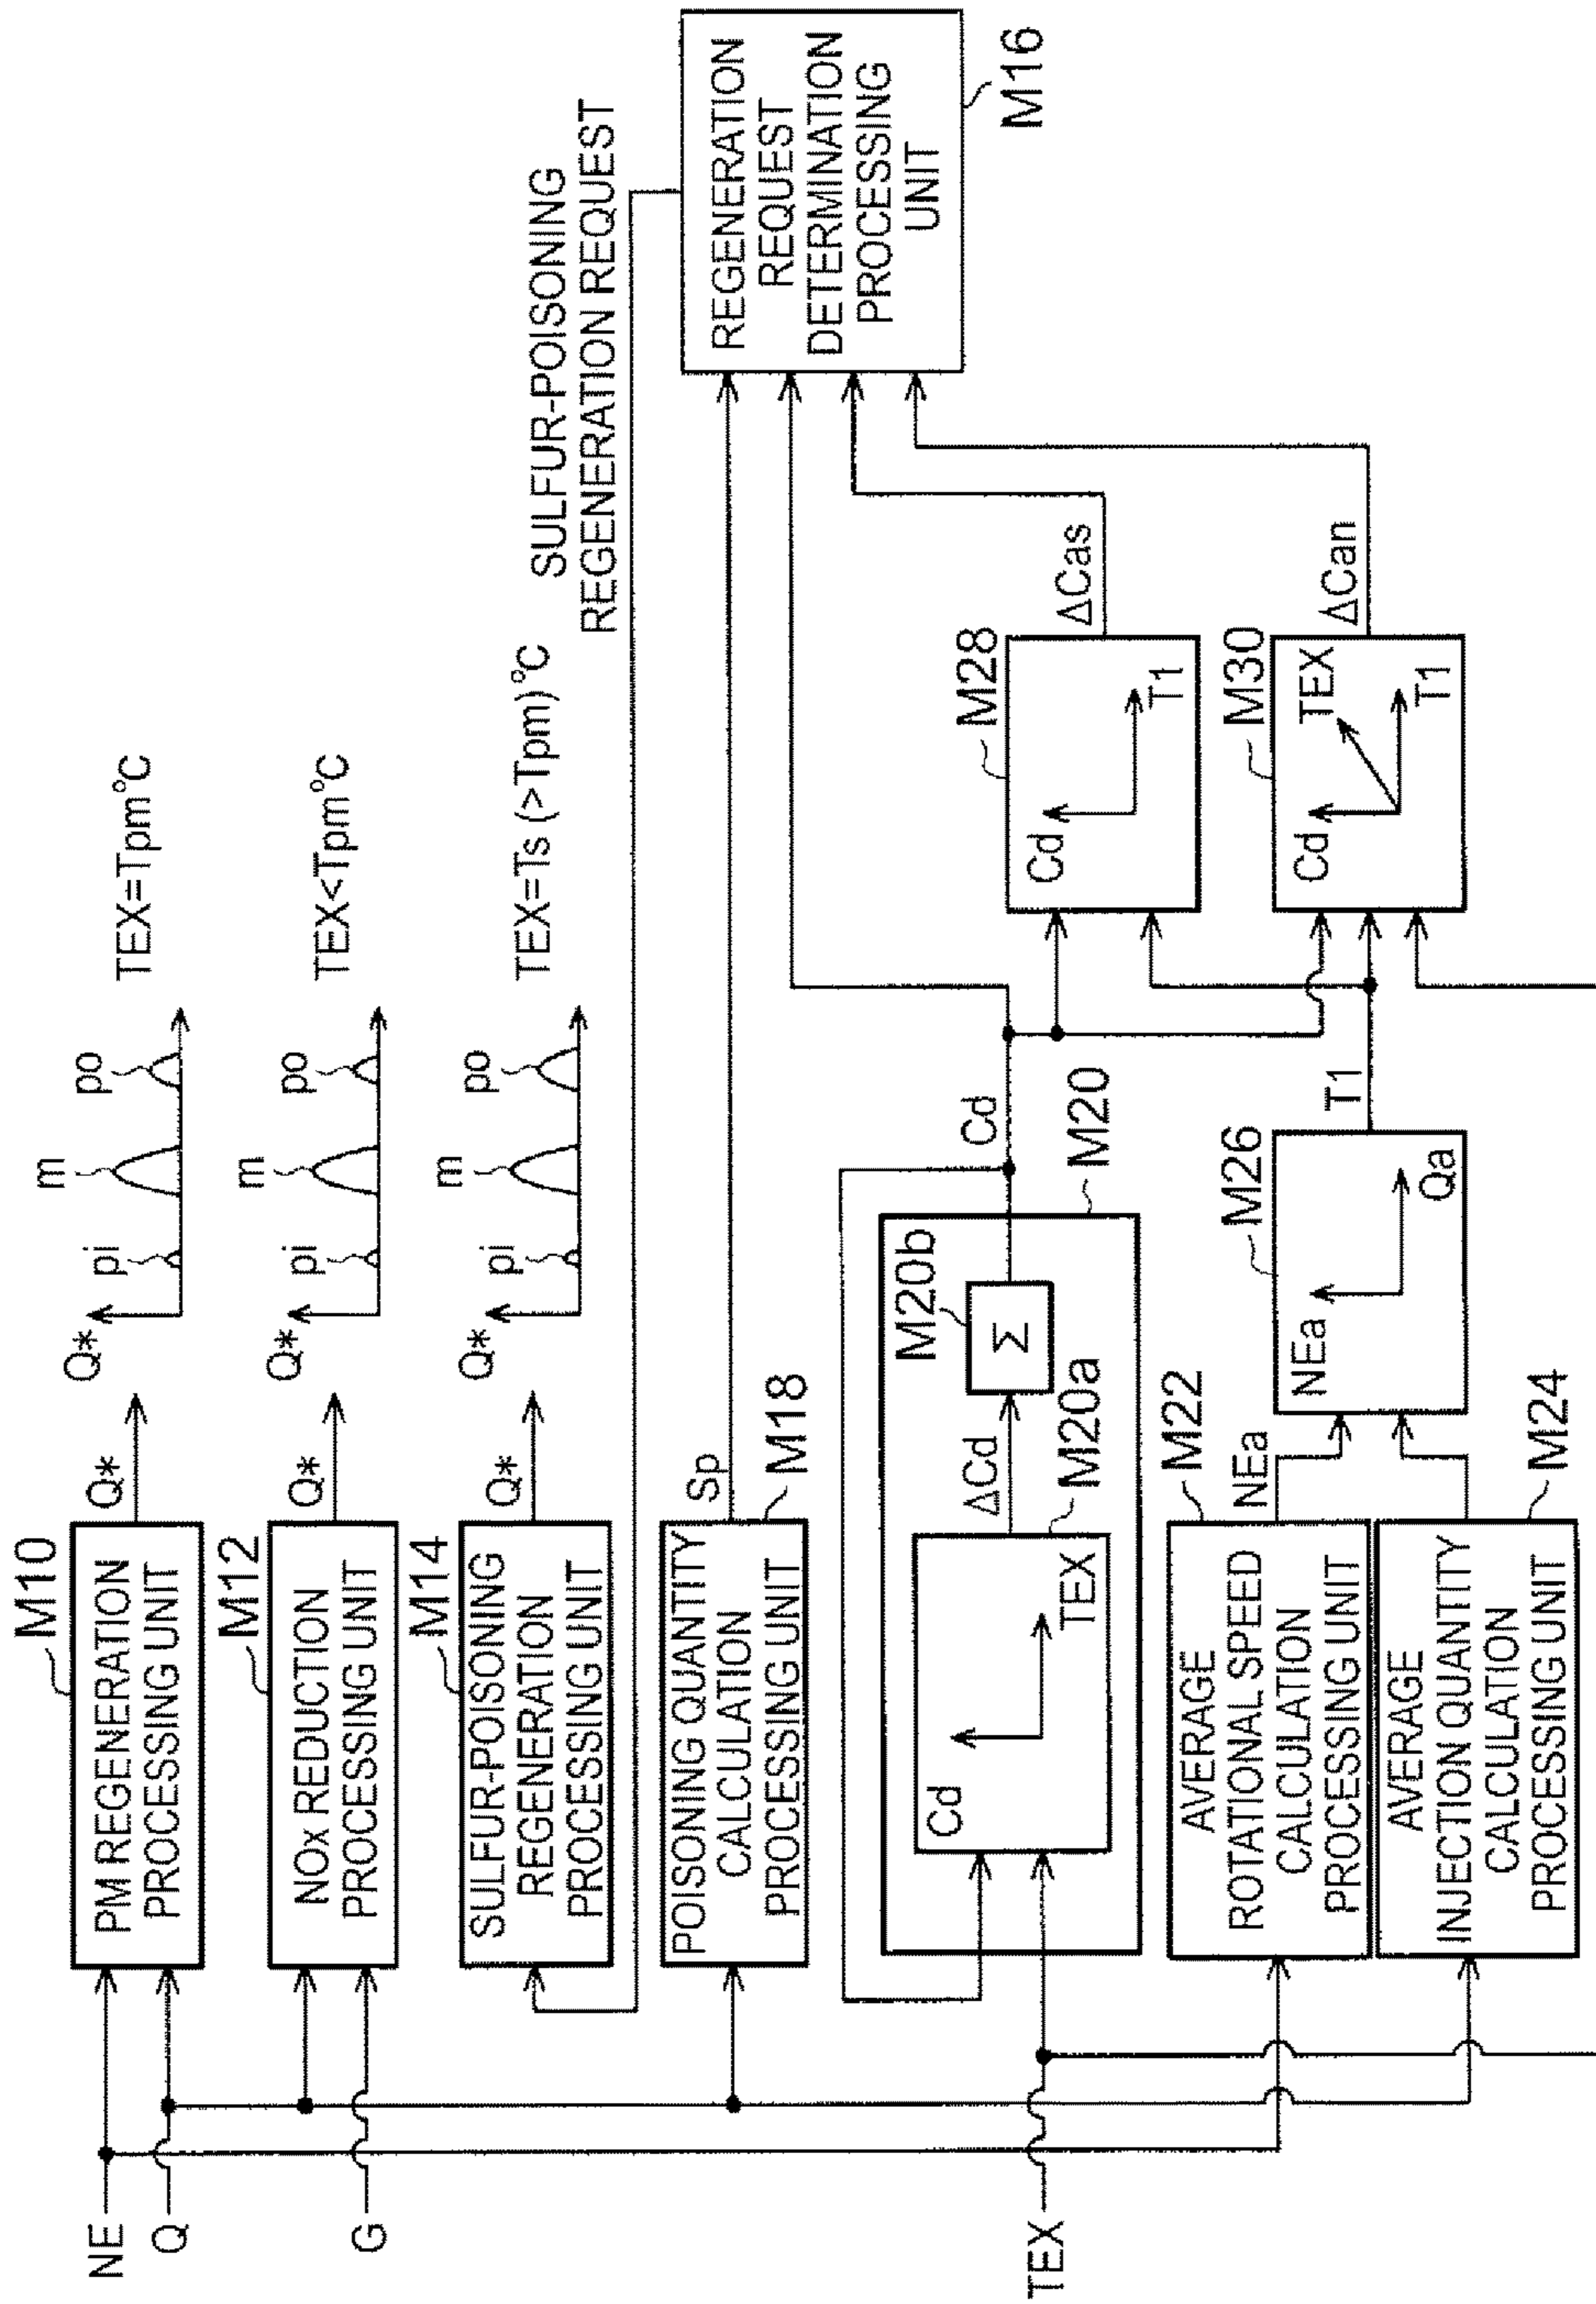 NE
Q
G
TEX
M10
PM REGENERATION
PROCESSING UNIT
Q*
Q*
pi
m
po
TEX=Tpm°C
M12
NOx REDUCTION
PROCESSING UNIT
Q*
Q*
pi
m
po
TEX<Tpm°C
M14
SULFUR-POISONING
REGENERATION
PROCESSING UNIT
Q*
Q*
pi
m
po
TEX=Ts (>Tpm)°C
SULFUR-POISONING
REGENERATION REQUEST
POISONING QUANTITY
CALCULATION
PROCESSING UNIT
M18
Sp
REGENERATION
REQUEST
DETERMINATION
PROCESSING
UNIT
M16
Cd
TEX
M20a
ΔCd
M20b
Σ
M20
Cd
M22
AVERAGE
ROTATIONAL SPEED
CALCULATION
PROCESSING UNIT
NEa
AVERAGE
INJECTION QUANTITY
CALCULATION
PROCESSING UNIT
M24
M26
NEa
Qa
T1
M28
Cd
T1
ΔCas
M30
Cd
TEX
T1
ΔCan